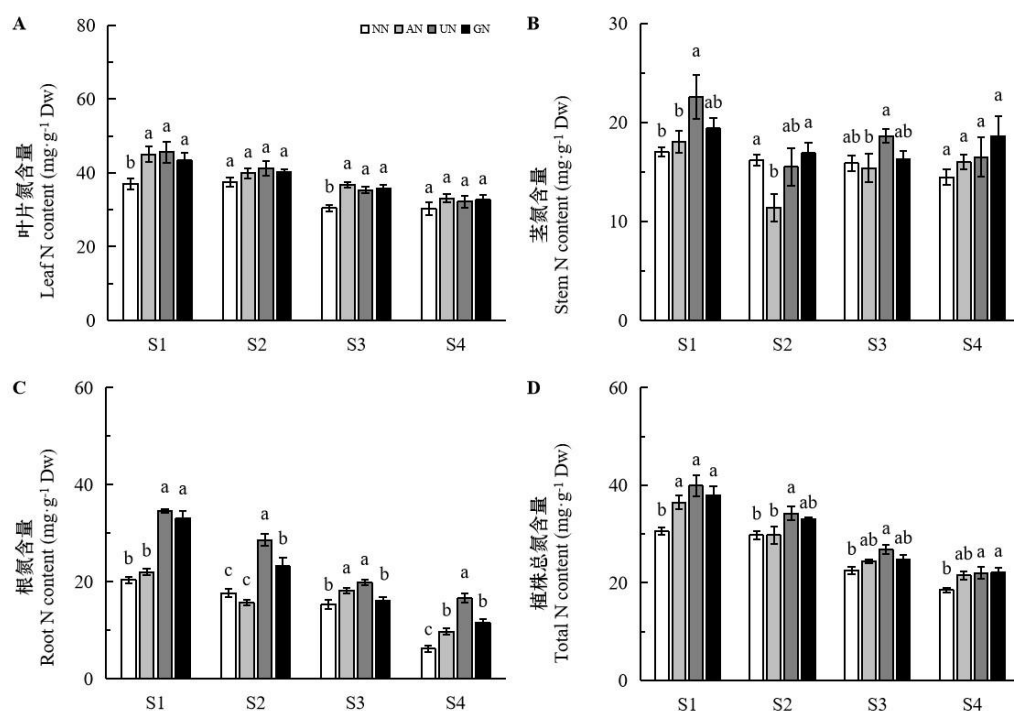 A
NN AN UN GN
叶片氮含量
Leaf N content (mg·g⁻¹ Dw)
80
60
40
20
0
b a a a
a a a a
b a a a
a a a a
S1 S2 S3 S4
B
茎氮含量
Stem N content (mg·g⁻¹ Dw)
30
20
10
0
b b a ab
a b ab a
ab b a ab
a a a a
S1 S2 S3 S4
C
根氮含量
Root N content (mg·g⁻¹ Dw)
60
40
20
0
b b a a
c c a b
b a a b
c b a b
S1 S2 S3 S4
D
植株总氮含量
Total N content (mg·g⁻¹ Dw)
60
40
20
0
b a a a
b b a ab
b ab a ab
b ab a a
S1 S2 S3 S4